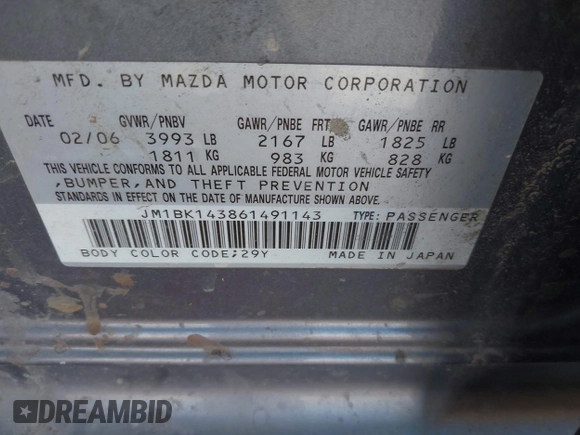 MFD. BY MAZDA MOTOR CORPORATION
DATE GVWR/PNBV GAWR/PNBE FRT GAWR/PNBE RR
02/06 3993 LB 2167 LB 1825 LB
1811 KG 983 KG 828 KG
THIS VEHICLE CONFORMS TO ALL APPLICABLE FEDERAL MOTOR VEHICLE SAFETY
,BUMPER,AND THEFT PREVENTION
STANDARDS IN EFFECT ON THE DATE OF MANUFACTURE SHOWN ABOVE.
JM1BK143861491143 TYPE: PASSENGER
BODY COLOR CODE;29Y MADE IN JAPAN
DREAMBID